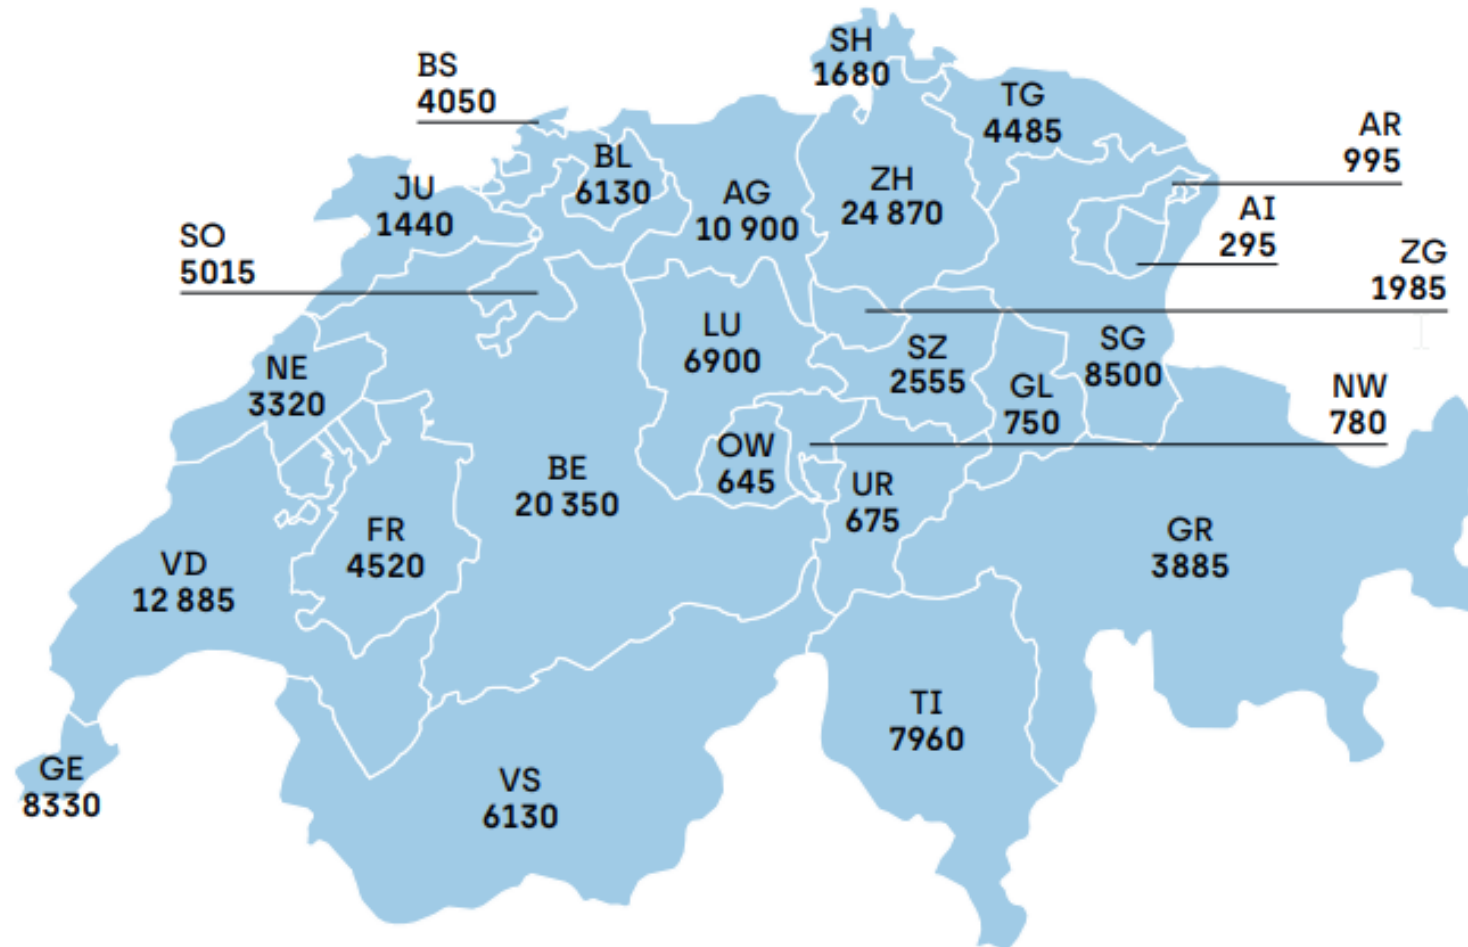 SH
1680
BS
4050
TG
4485
AR
995
BL
6130
JU
1440
AG
10 900
ZH
24 870
AI
295
SO
5015
ZG
1985
LU
6900
SZ
2555
SG
8500
NE
3320
GL
750
NW
780
OW
645
BE
20 350
UR
675
FR
4520
GR
3885
VD
12 885
TI
7960
GE
8330
VS
6130